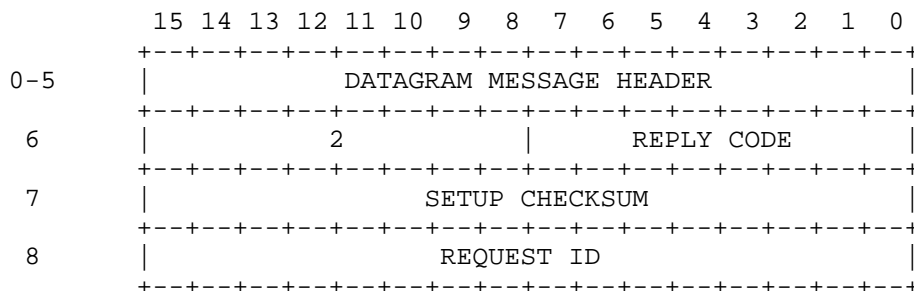 15 14 13 12 11 10 9 8 7 6 5 4 3 2 1 0
+--+--+--+--+--+--+--+--+--+--+--+--+--+--+--+--+
0-5 | DATAGRAM MESSAGE HEADER |
+--+--+--+--+--+--+--+--+--+--+--+--+--+--+--+--+
6 | 2 | REPLY CODE |
+--+--+--+--+--+--+--+--+--+--+--+--+--+--+--+--+
7 | SETUP CHECKSUM |
+--+--+--+--+--+--+--+--+--+--+--+--+--+--+--+--+
8 | REQUEST ID |
+--+--+--+--+--+--+--+--+--+--+--+--+--+--+--+--+